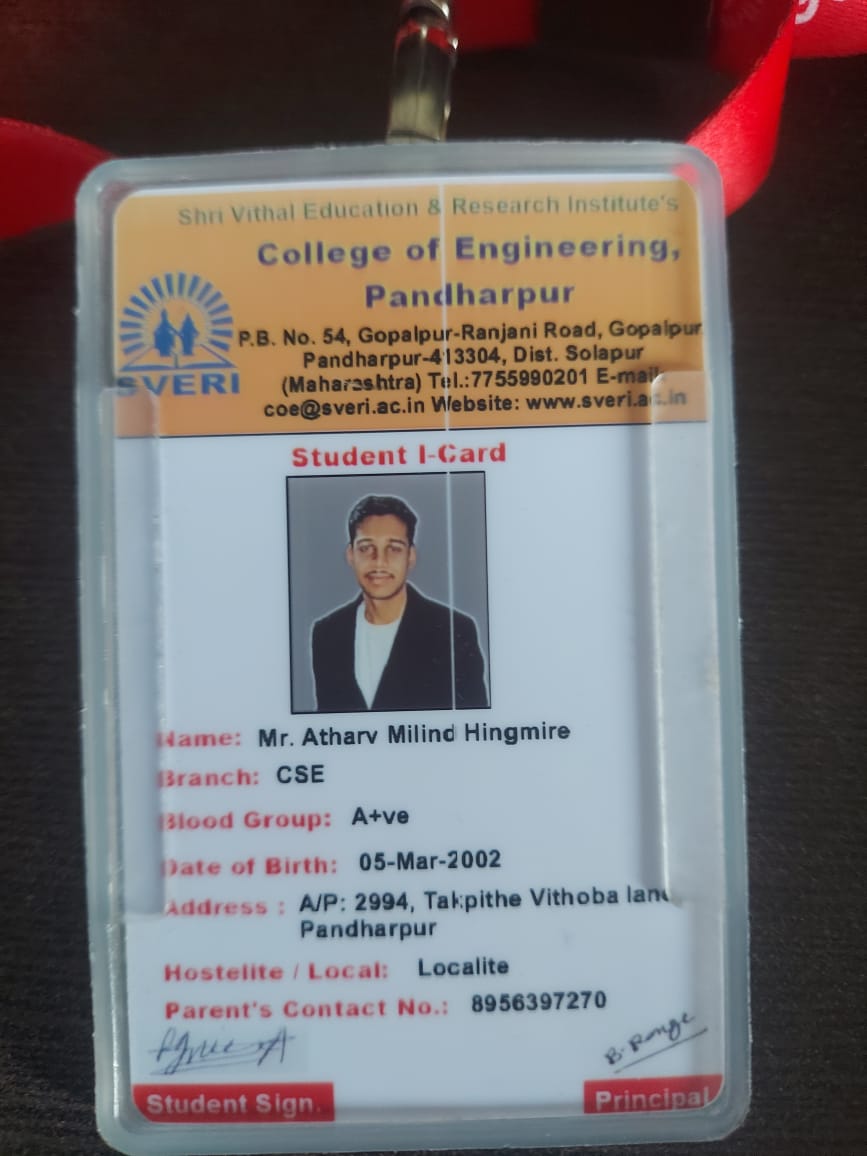 Shri Vithal Education & Research Institute's
College of Engineering,
Pandharpur
SVERI
P.B. No. 54, Gopalpur-Ranjani Road, Gopalpur
Pandharpur-413304, Dist. Solapur
(Maharashtra) Tel.:7755990201 E-mail:
coe@sveri.ac.in Website: www.sveri.ac.in
Student I-Card
Name: Mr. Atharv Milind Hingmire
Branch: CSE
Blood Group: A+ve
Date of Birth: 05-Mar-2002
Address : A/P: 2994, Takpithe Vithoba lane
Pandharpur
Hostelite / Local: Localite
Parent's Contact No.: 8956397270
Student Sign.
Principal